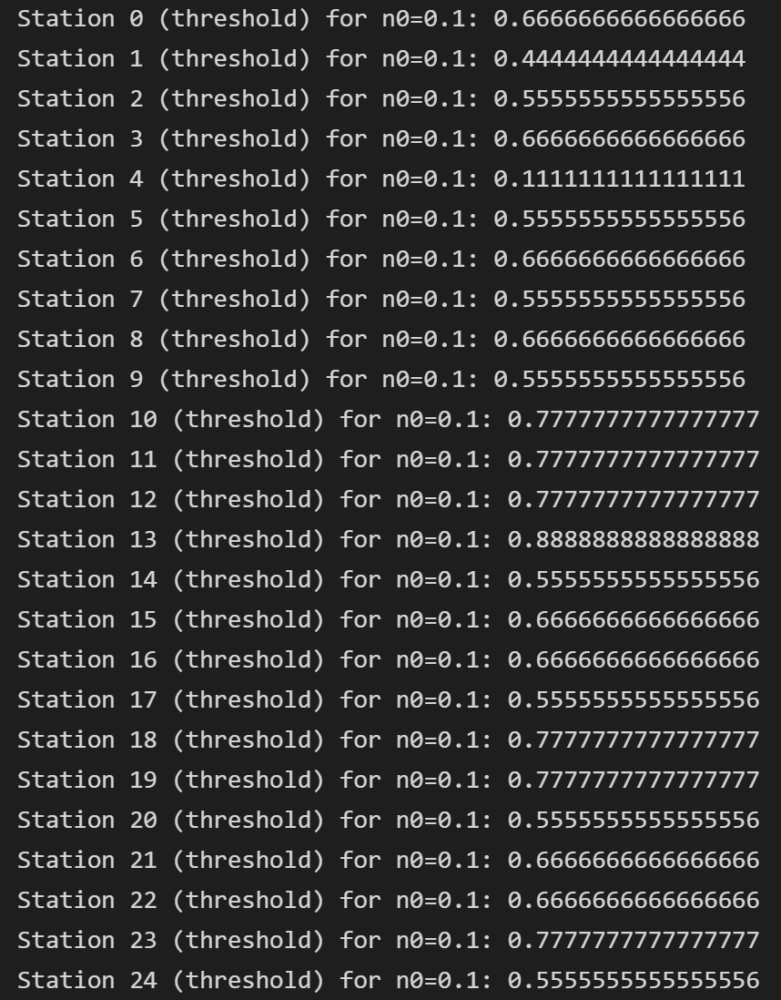 Station 0 (threshold) for n0=0.1: 0.6666666666666666
Station 1 (threshold) for n0=0.1: 0.4444444444444444
Station 2 (threshold) for n0=0.1: 0.5555555555555556
Station 3 (threshold) for n0=0.1: 0.6666666666666666
Station 4 (threshold) for n0=0.1: 0.1111111111111111
Station 5 (threshold) for n0=0.1: 0.5555555555555556
Station 6 (threshold) for n0=0.1: 0.6666666666666666
Station 7 (threshold) for n0=0.1: 0.5555555555555556
Station 8 (threshold) for n0=0.1: 0.6666666666666666
Station 9 (threshold) for n0=0.1: 0.5555555555555556
Station 10 (threshold) for n0=0.1: 0.7777777777777777
Station 11 (threshold) for n0=0.1: 0.7777777777777777
Station 12 (threshold) for n0=0.1: 0.7777777777777777
Station 13 (threshold) for n0=0.1: 0.8888888888888888
Station 14 (threshold) for n0=0.1: 0.5555555555555556
Station 15 (threshold) for n0=0.1: 0.6666666666666666
Station 16 (threshold) for n0=0.1: 0.6666666666666666
Station 17 (threshold) for n0=0.1: 0.5555555555555556
Station 18 (threshold) for n0=0.1: 0.7777777777777777
Station 19 (threshold) for n0=0.1: 0.7777777777777777
Station 20 (threshold) for n0=0.1: 0.5555555555555556
Station 21 (threshold) for n0=0.1: 0.6666666666666666
Station 22 (threshold) for n0=0.1: 0.6666666666666666
Station 23 (threshold) for n0=0.1: 0.7777777777777777
Station 24 (threshold) for n0=0.1: 0.5555555555555556